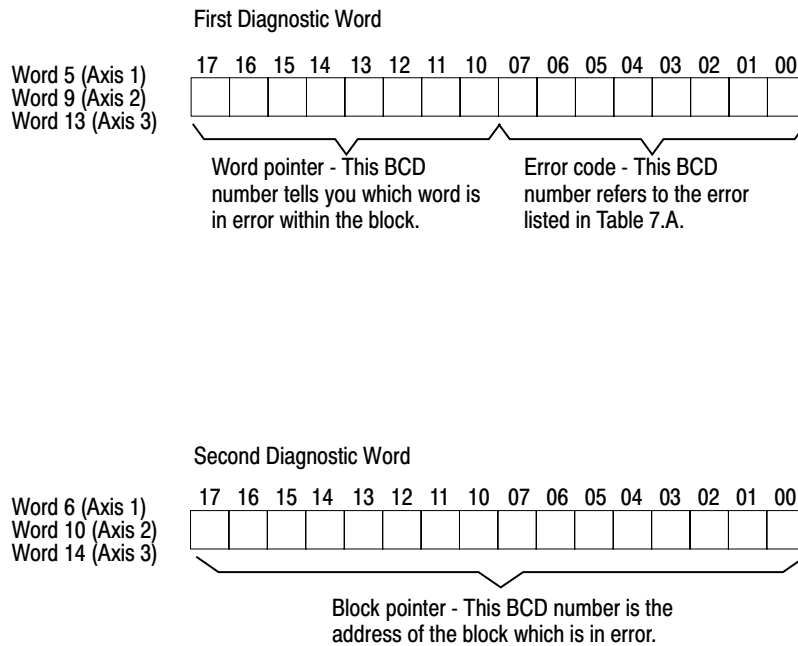 First Diagnostic Word
17 16 15 14 13 12 11 10 07 06 05 04 03 02 01 00
Word 5 (Axis 1)
Word 9 (Axis 2)
Word 13 (Axis 3)
Word pointer - This BCD
number tells you which word is
in error within the block.
Error code - This BCD
number refers to the error
listed in Table 7.A.
Second Diagnostic Word
17 16 15 14 13 12 11 10 07 06 05 04 03 02 01 00
Word 6 (Axis 1)
Word 10 (Axis 2)
Word 14 (Axis 3)
Block pointer - This BCD number is the
address of the block which is in error.